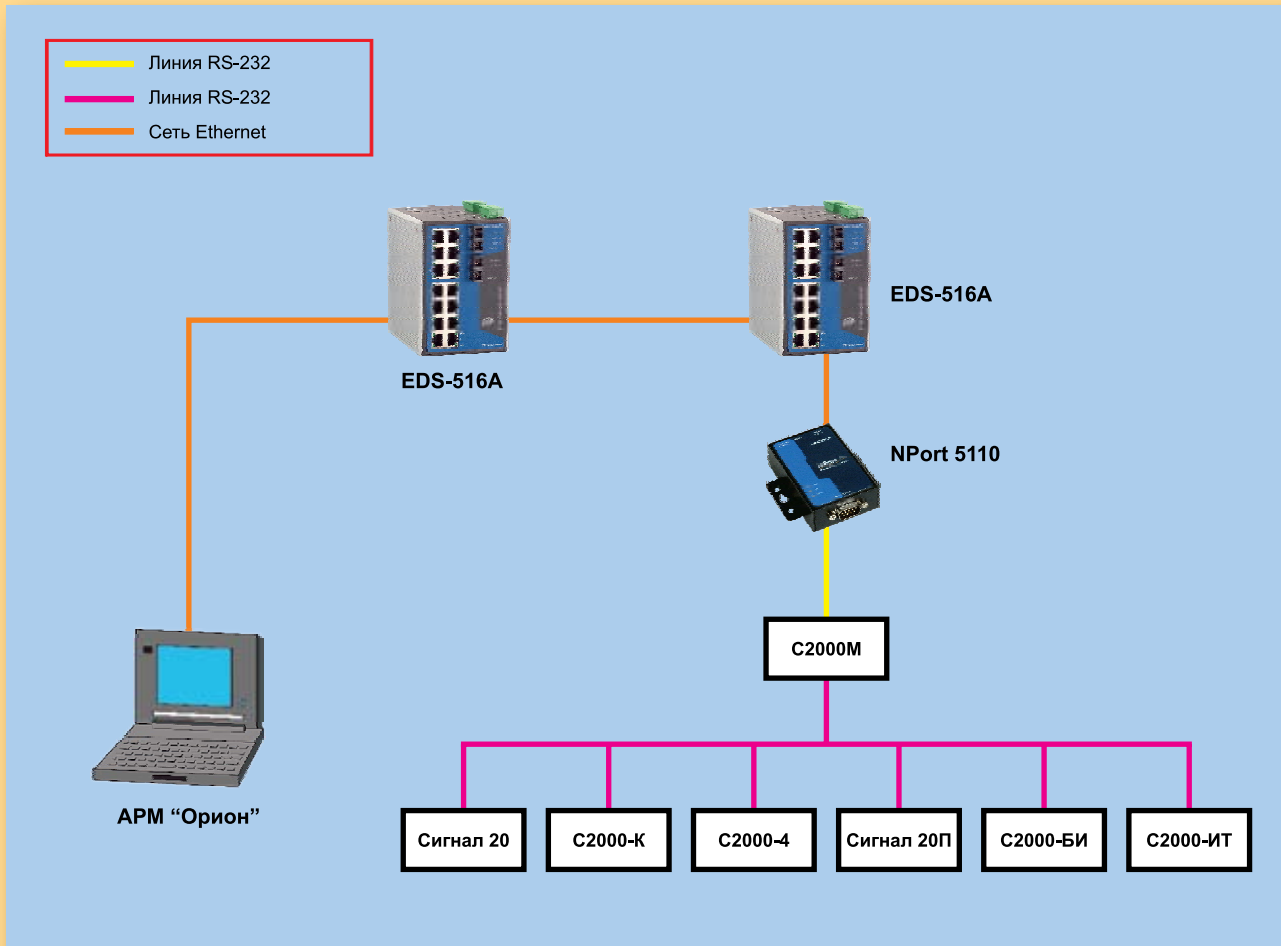 Линия RS-232
Линия RS-232
Сеть Ethernet
EDS-516A
EDS-516A
NPort 5110
С2000М
АРМ “Орион”
Сигнал 20
С2000-К
С2000-4
Сигнал 20П
С2000-БИ
С2000-ИТ